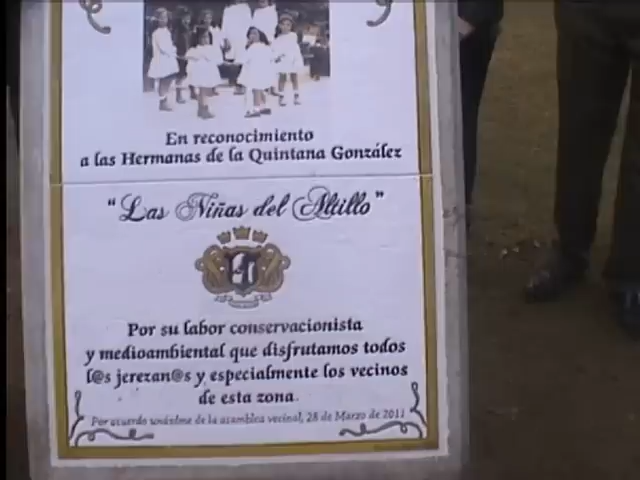 En reconocimiento
a las Hermanas de la Quintana González
"Las Niñas del Altillo"
Por su labor conservacionista
y medioambiental que disfrutamos todos
l@s jerezan@s y especialmente los vecinos
de esta zona.
Por acuerdo unánime de la asamblea vecinal, 28 de Marzo de 2011